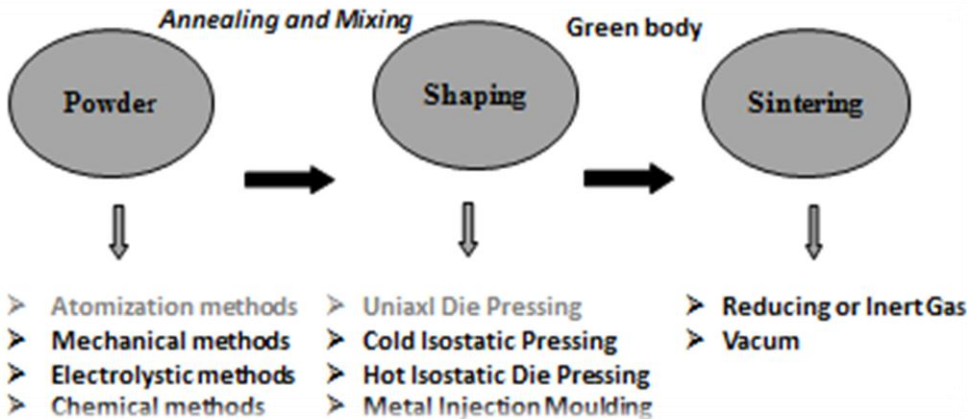 Annealing and Mixing
Green body
Powder
Shaping
Sintering
➢ Atomization methods
➢ Mechanical methods
➢ Electrolystic methods
➢ Chemical methods
➢ Uniaxl Die Pressing
➢ Cold Isostatic Pressing
➢ Hot Isostatic Die Pressing
➢ Metal Injection Moulding
➢ Reducing or Inert Gas
➢ Vacum